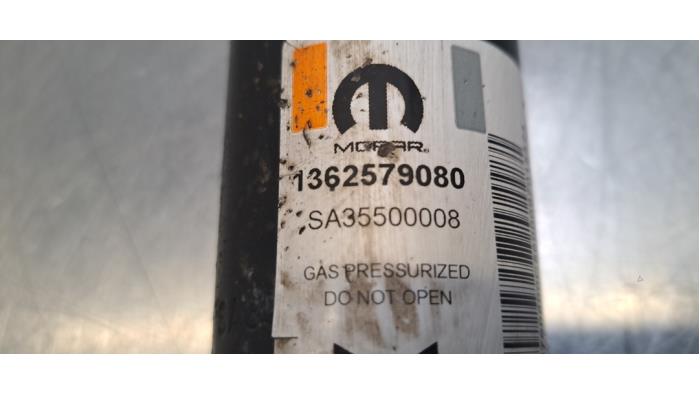 MOPAR®
1362579080
SA35500008
GAS PRESSURIZED
DO NOT OPEN